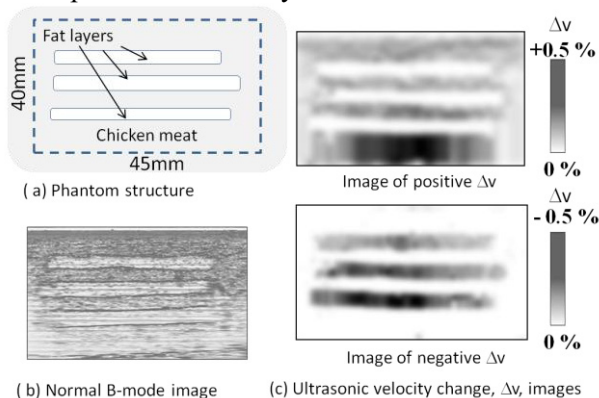 Fat layers
40mm
Chicken meat
45mm
( a) Phantom structure
Δv
+0.5 %
0 %
Image of positive Δv
Δv
- 0.5 %
0 %
Image of negative Δv
( b) Normal B-mode image
(c) Ultrasonic velocity change, Δv, images